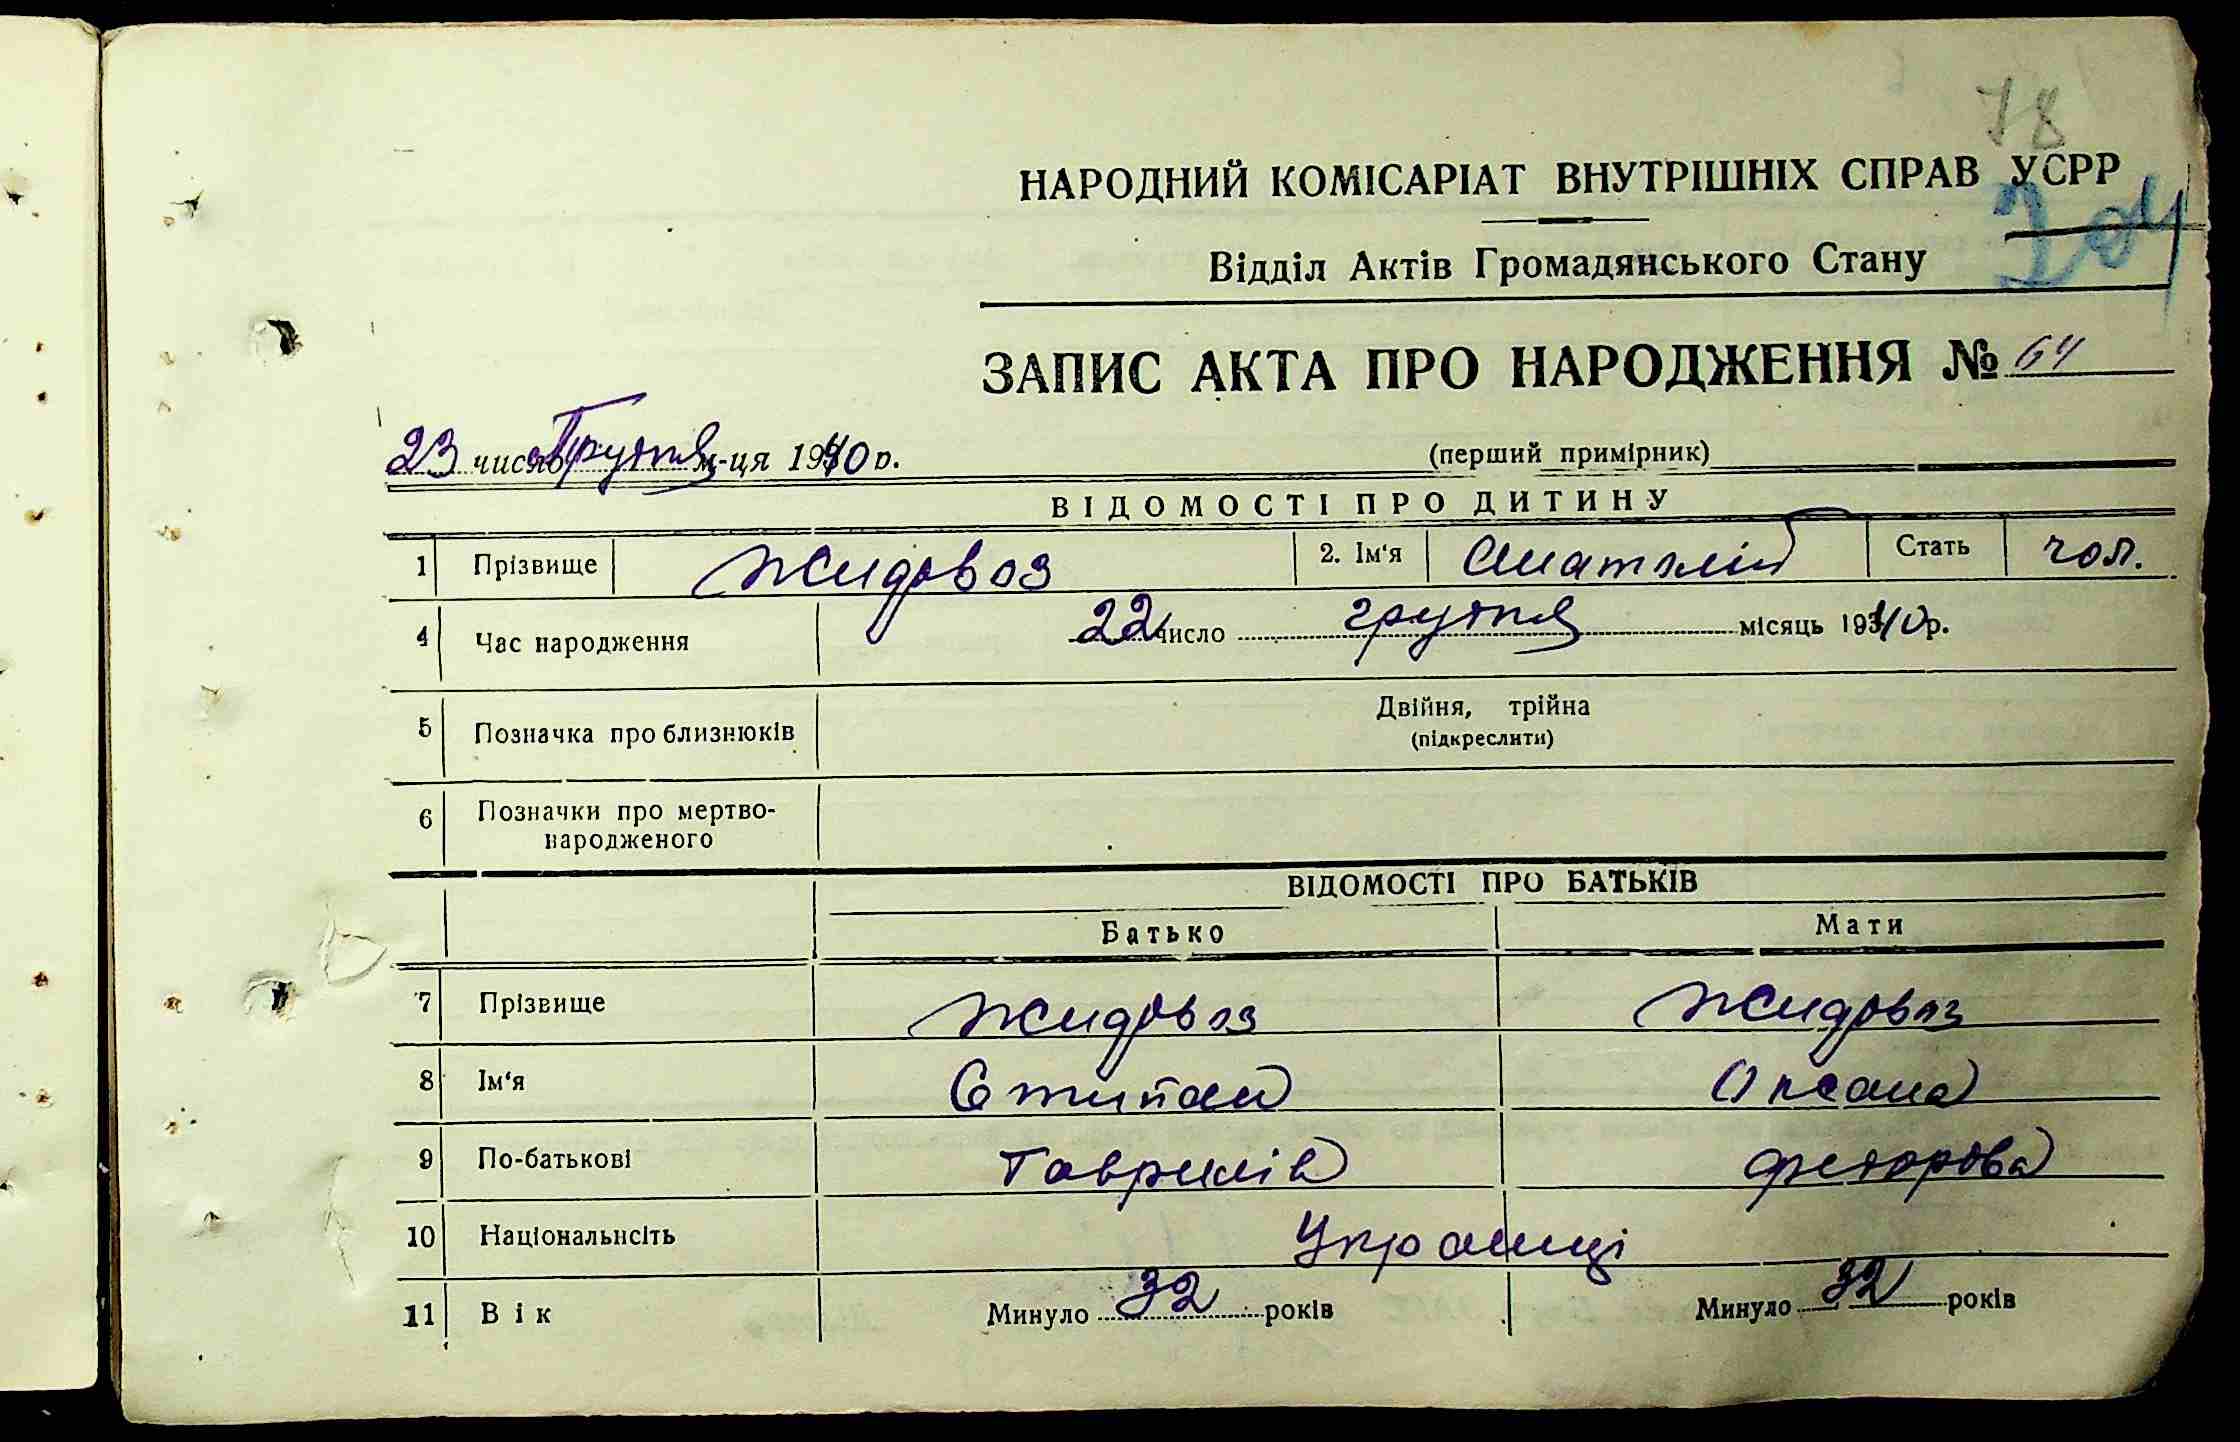 78
НАРОДНИЙ КОМІСАРІАТ ВНУТРІШНІХ СПРАВ УСРР
204
Відділ Актів Громадянського Стану
ЗАПИС АКТА ПРО НАРОДЖЕННЯ № 64
23 число Грудня м-ця 1940 р.
(перший примірник)
ВІДОМОСТІ ПРО ДИТИНУ
1 Прізвище Жидовоз 2. Ім'я Анатолій Стать чол.
4 Час народження 22 число грудня місяць 1940 р.
5 Позначка про близнюків Двійня, трійна
(підкреслити)
6 Позначки про мертво-
народженого
ВІДОМОСТІ ПРО БАТЬКІВ
Батько Мати
7 Прізвище Жидовоз Жидовоз
8 Ім'я Стипан Оксана
9 По-батькові Гаврилів Федорова
10 Національність Українці
11 Вік Минуло 32 років Минуло 32 років